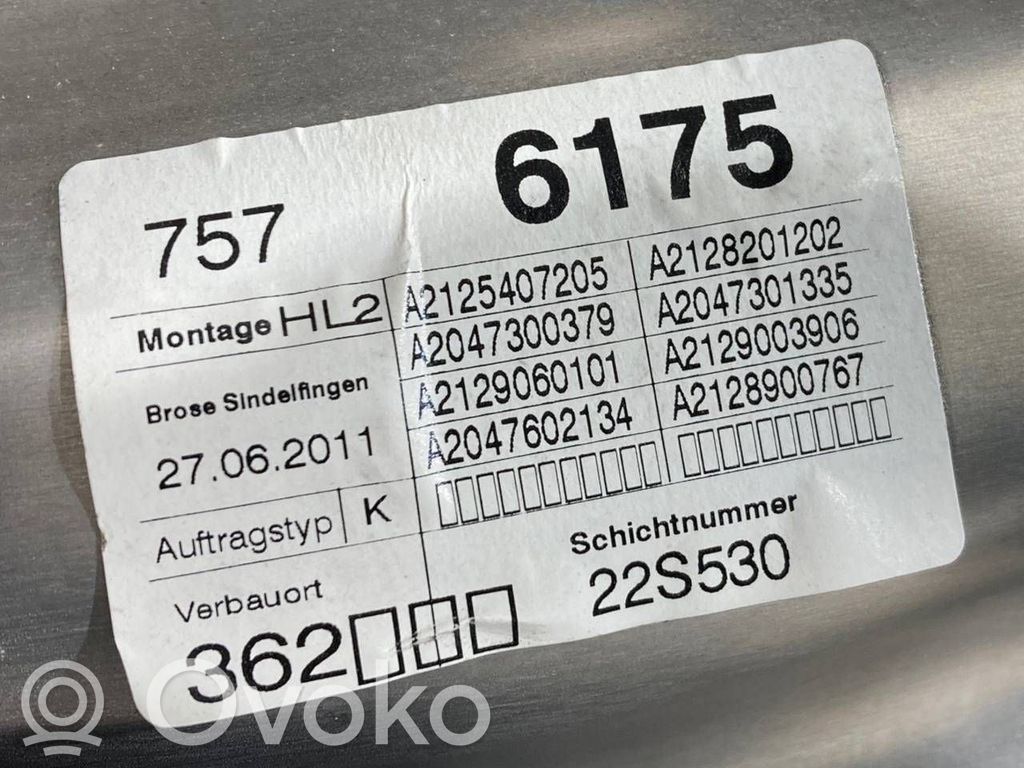 757 6175
Montage HL2
A2125407205 A2128201202
A2047300379 A2047301335
A2129060101 A2129003906
A2047602134 A2128900767
Brose Sindelfingen
27.06.2011
Auftragstyp K
Schichtnummer
22S530
Verbauort
362
Ovoko